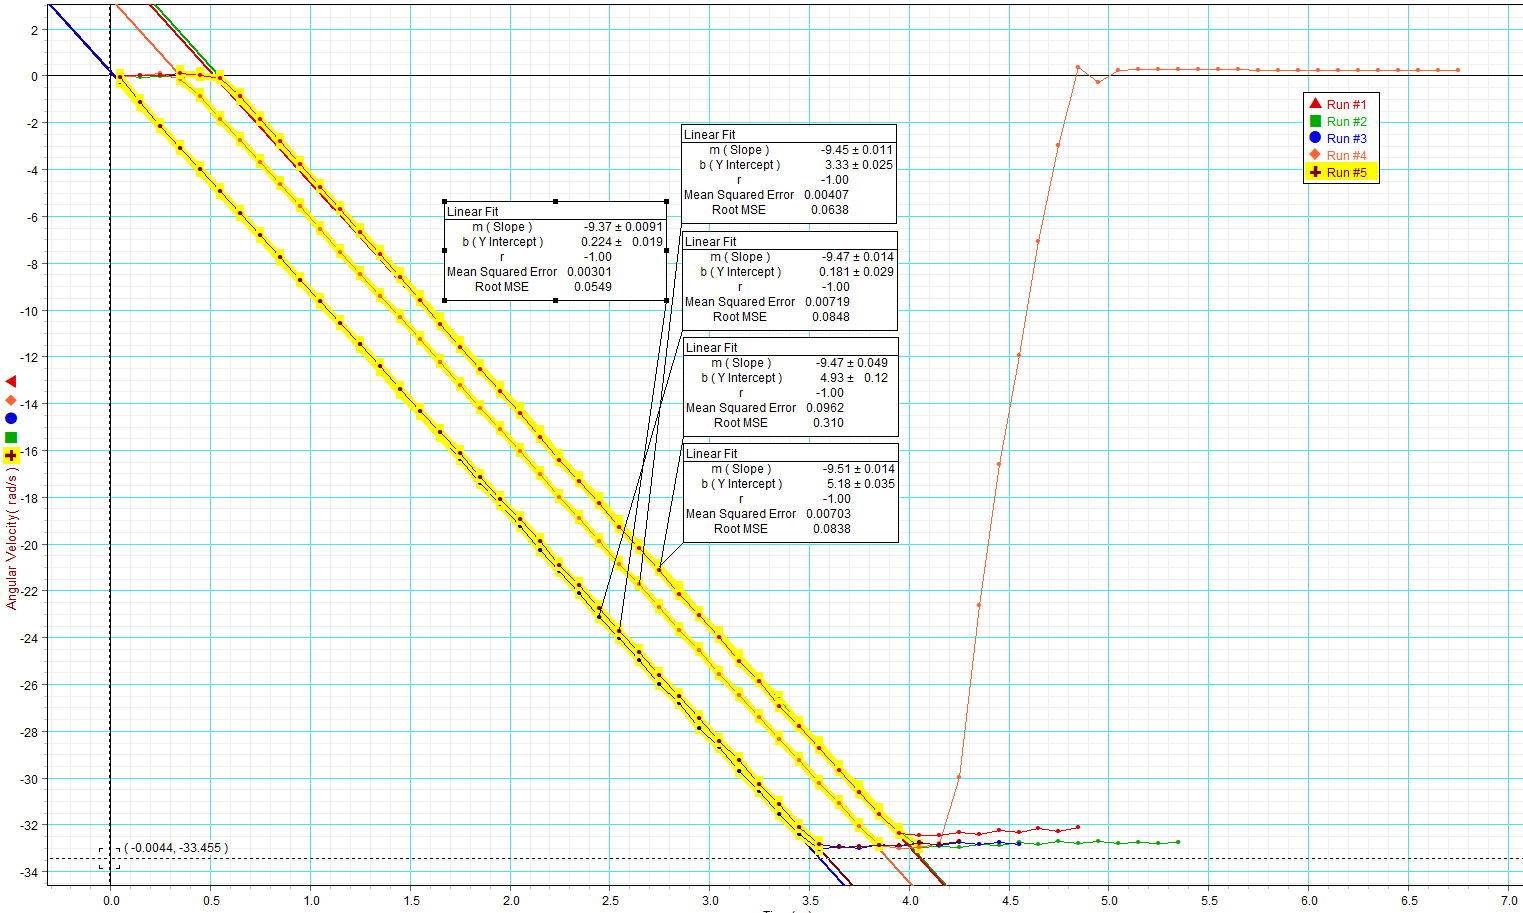 2
0
-2
-4
-6
-8
-10
-12
-14
-16
-18
-20
-22
-24
-26
-28
-30
-32
-34
Angular Velocity( rad/s )
Linear Fit
m ( Slope ) -9.37 ± 0.0091
b ( Y Intercept ) 0.224 ± 0.019
r -1.00
Mean Squared Error 0.00301
Root MSE 0.0549
Linear Fit
m ( Slope ) -9.45 ± 0.011
b ( Y Intercept ) 3.33 ± 0.025
r -1.00
Mean Squared Error 0.00407
Root MSE 0.0638
Linear Fit
m ( Slope ) -9.47 ± 0.014
b ( Y Intercept ) 0.181 ± 0.029
r -1.00
Mean Squared Error 0.00719
Root MSE 0.0848
Linear Fit
m ( Slope ) -9.47 ± 0.049
b ( Y Intercept ) 4.93 ± 0.12
r -1.00
Mean Squared Error 0.0962
Root MSE 0.310
Linear Fit
m ( Slope ) -9.51 ± 0.014
b ( Y Intercept ) 5.18 ± 0.035
r -1.00
Mean Squared Error 0.00703
Root MSE 0.0838
Run #1
Run #2
Run #3
Run #4
Run #5
( -0.0044, -33.455 )
0.0 0.5 1.0 1.5 2.0 2.5 3.0 3.5 4.0 4.5 5.0 5.5 6.0 6.5 7.0